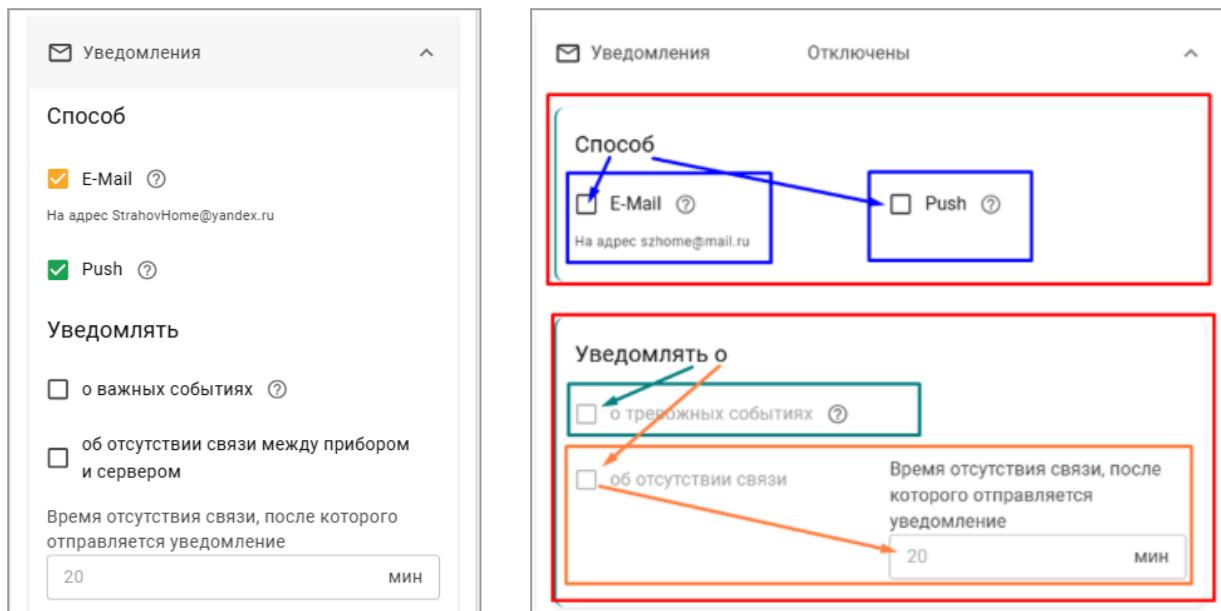 Уведомления
Способ
E-Mail
На адрес StrahovHome@yandex.ru
Push
Уведомлять
о важных событиях
об отсутствии связи между прибором
и сервером
Время отсутствия связи, после которого
отправляется уведомление
20 мин
Уведомления Отключены
Способ
E-Mail Push
На адрес szhome@mail.ru
Уведомлять о
о тревожных событиях
об отсутствии связи
Время отсутствия связи, после
которого отправляется
уведомление
20 мин